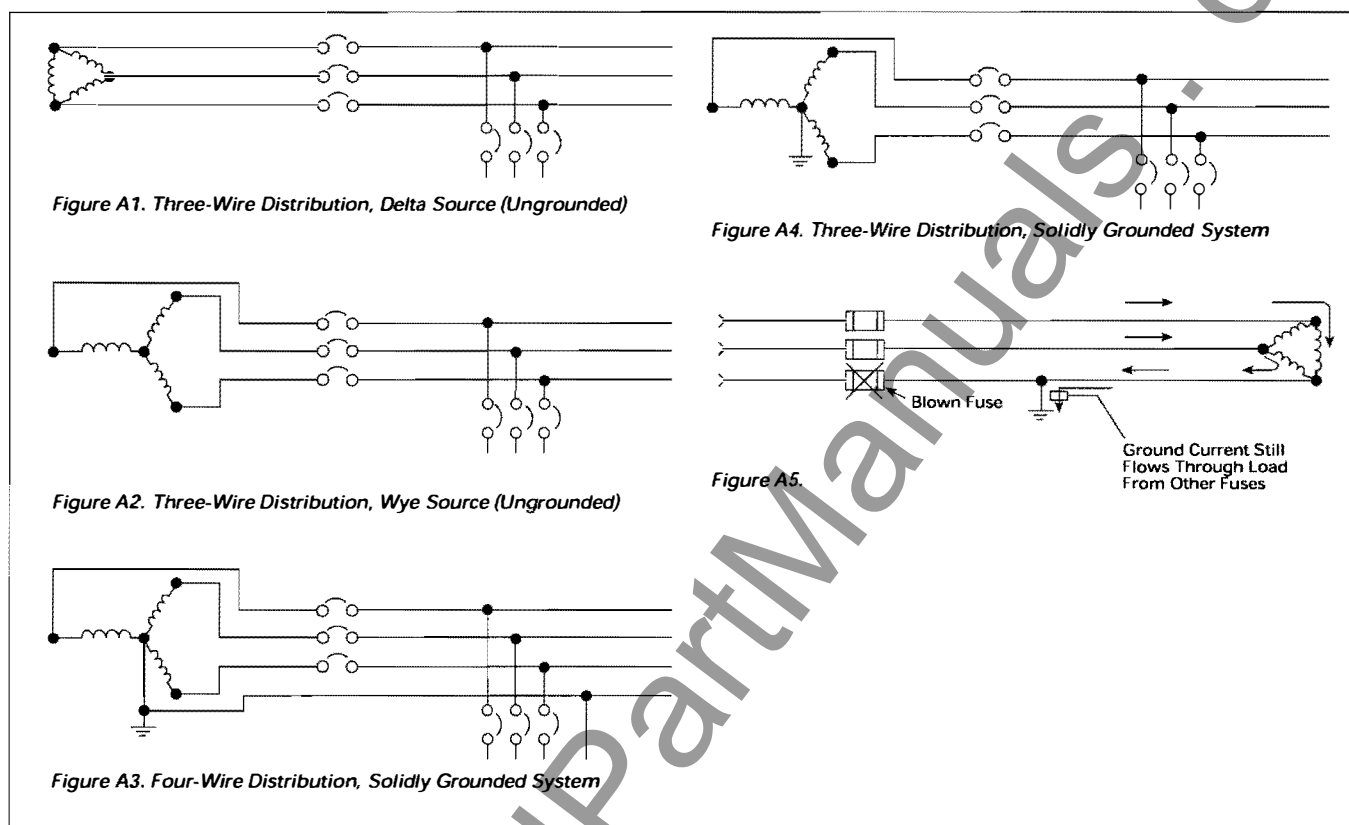 Figure A1. Three-Wire Distribution, Delta Source (Ungrounded)
Figure A2. Three-Wire Distribution, Wye Source (Ungrounded)
Figure A3. Four-Wire Distribution, Solidly Grounded System
Figure A4. Three-Wire Distribution, Solidly Grounded System
Blown Fuse
Ground Current Still
Flows Through Load
From Other Fuses
Figure A5.
PartManuals.